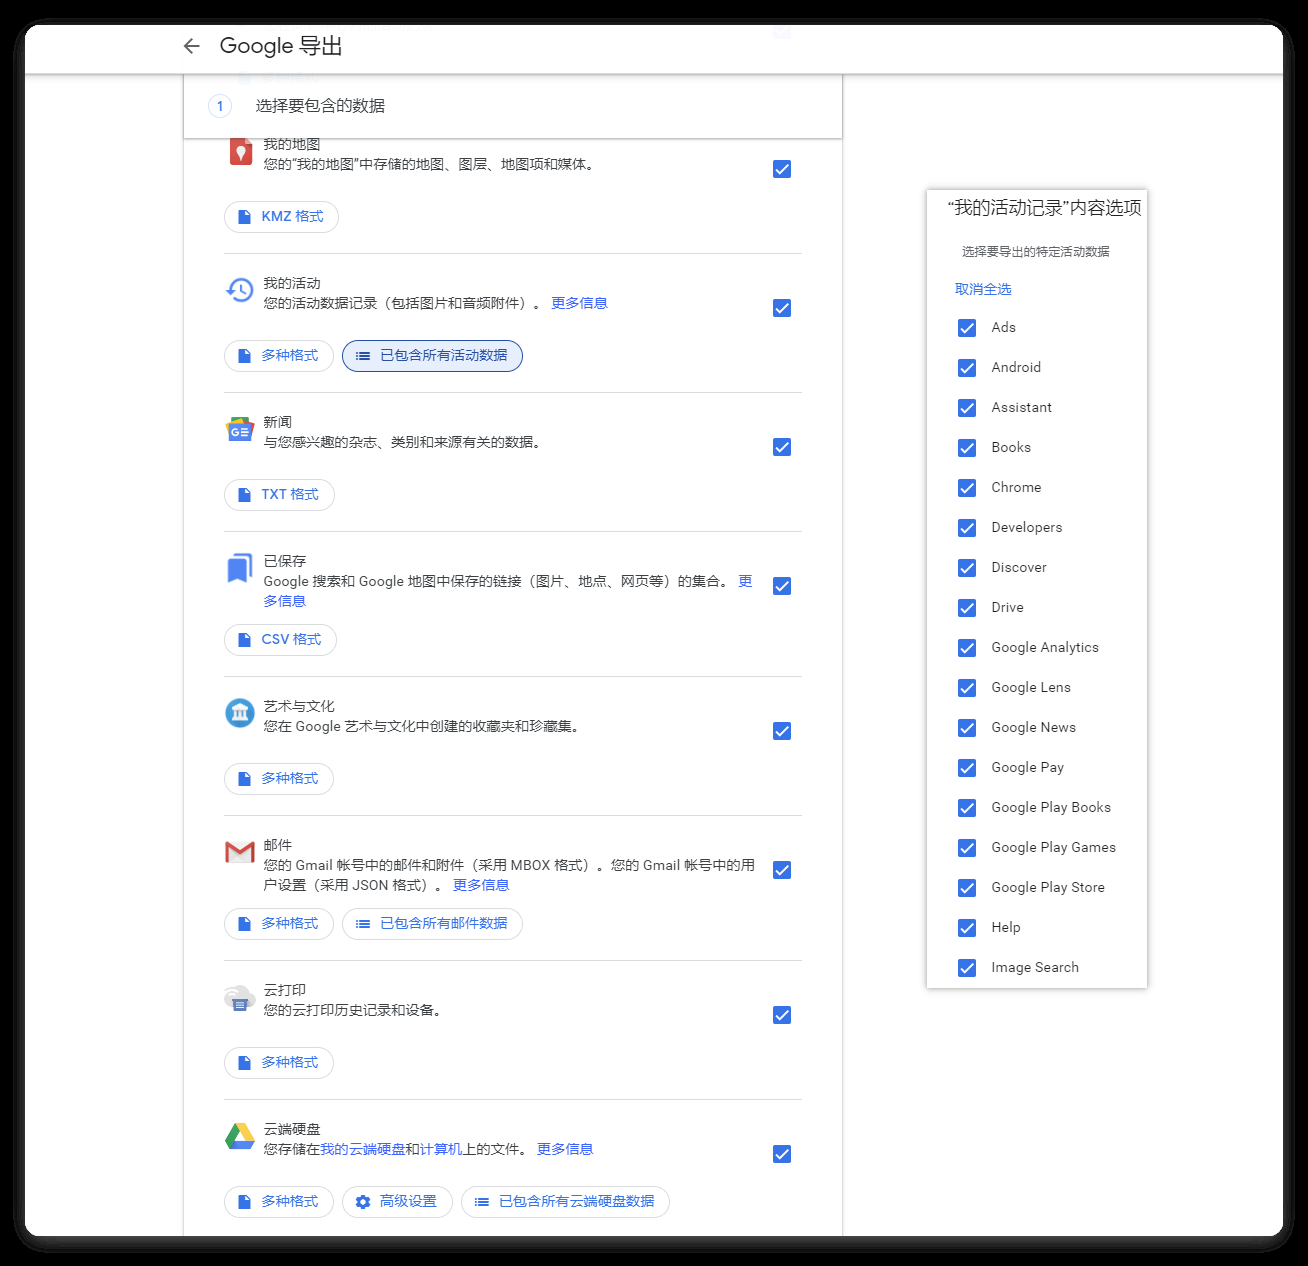 Google 导出
1 选择要包含的数据
我的地图
您的“我的地图”中存储的地图、图层、地图项和媒体。
KMZ 格式
我的活动
您的活动数据记录（包括图片和音频附件）。 更多信息
多种格式 已包含所有活动数据
新闻
与您感兴趣的杂志、类别和来源有关的数据。
TXT 格式
已保存
Google 搜索和 Google 地图中保存的链接（图片、地点、网页等）的集合。 更
多信息
CSV 格式
艺术与文化
您在 Google 艺术与文化中创建的收藏夹和珍藏集。
多种格式
邮件
您的 Gmail 帐号中的邮件和附件（采用 MBOX 格式）。您的 Gmail 帐号中的用
户设置（采用 JSON 格式）。 更多信息
多种格式 已包含所有邮件数据
云打印
您的云打印历史记录和设备。
多种格式
云端硬盘
您存储在我的云端硬盘和计算机上的文件。 更多信息
多种格式 高级设置 已包含所有云端硬盘数据
“我的活动记录”内容选项
选择要导出的特定活动数据
取消全选
Ads
Android
Assistant
Books
Chrome
Developers
Discover
Drive
Google Analytics
Google Lens
Google News
Google Pay
Google Play Books
Google Play Games
Google Play Store
Help
Image Search